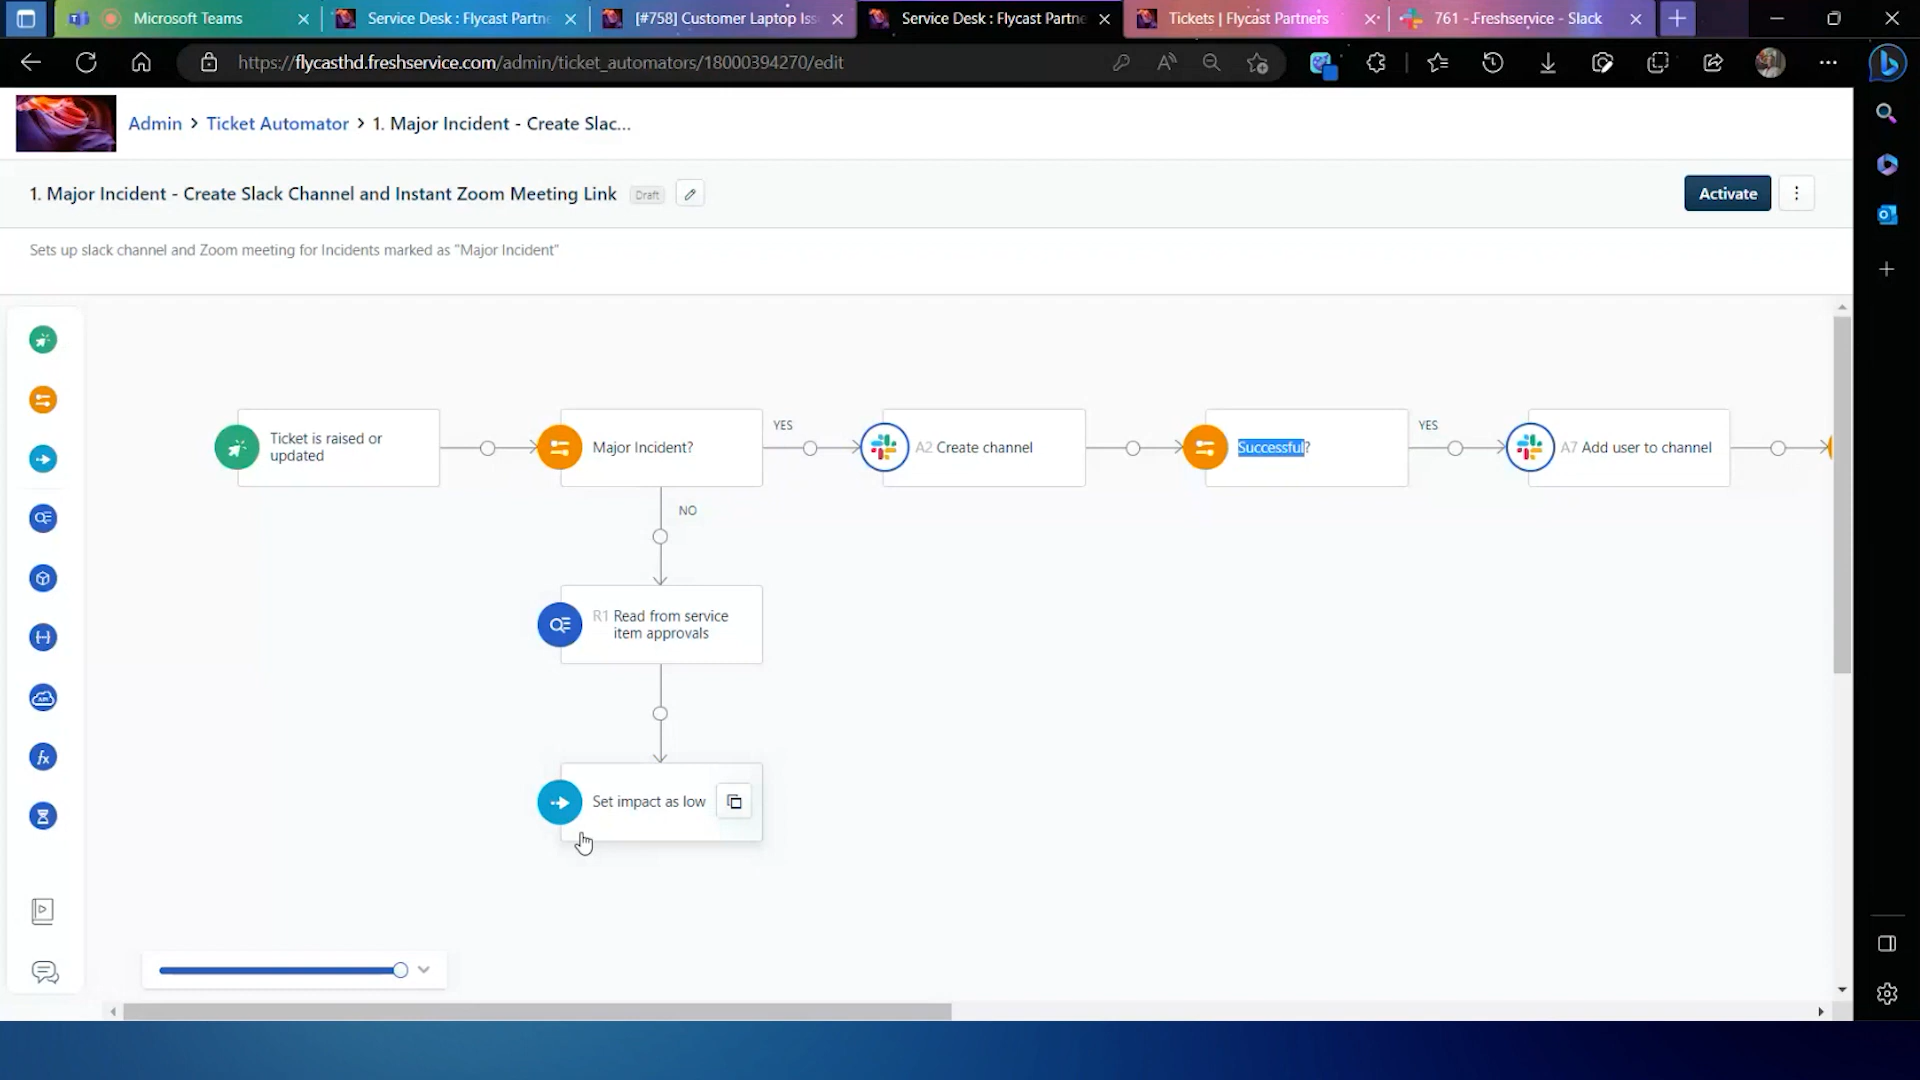 Microsoft Teams
Service Desk : Flycast Partne
[#758] Customer Laptop Iss
Service Desk : Flycast Partne
Tickets | Flycast Partners
761 - Freshservice - Slack
https://flycasthd.freshservice.com/admin/ticket_automators/18000394270/edit
Admin > Ticket Automator > 1. Major Incident - Create Slac...
1. Major Incident - Create Slack Channel and Instant Zoom Meeting Link
Draft
Activate
Sets up slack channel and Zoom meeting for Incidents marked as "Major Incident"
Ticket is raised or
updated
Major Incident?
YES
A2 Create channel
Successful?
YES
A7 Add user to channel
NO
R1 Read from service
item approvals
Set impact as low